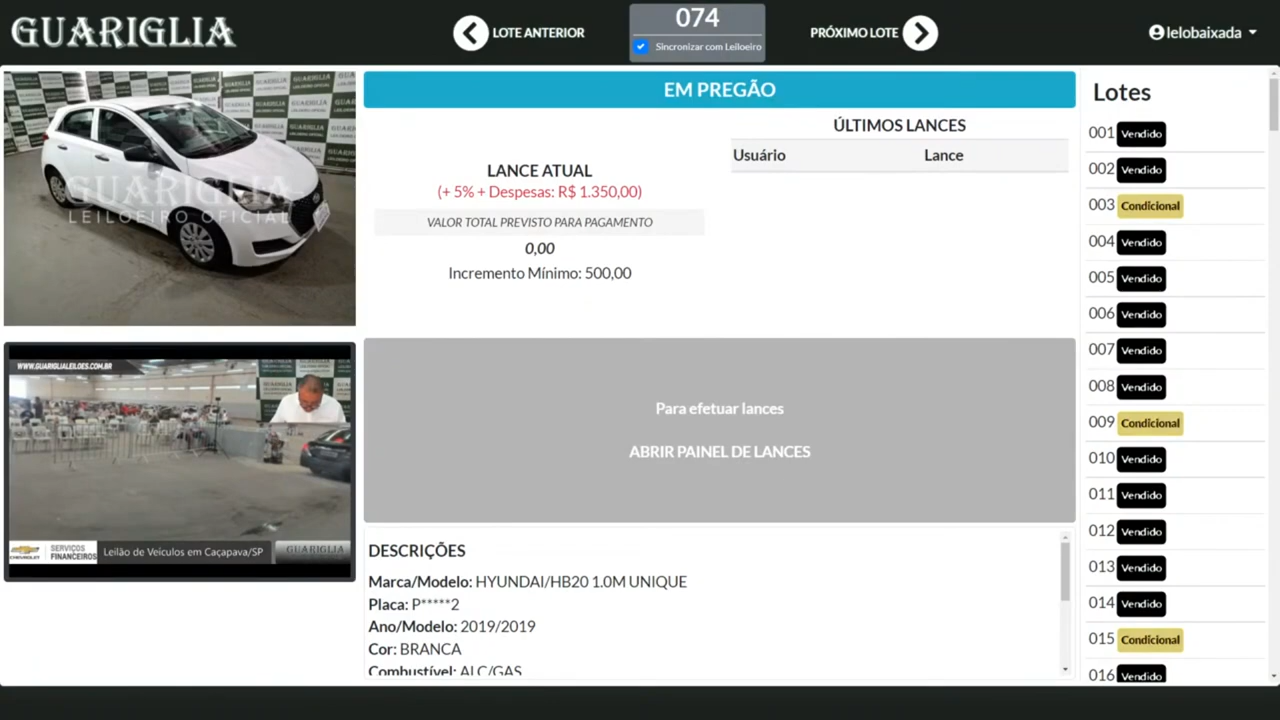 GUARIGLIA
LOTE ANTERIOR
074
Sincronizar com Leiloeiro
PRÓXIMO LOTE
lelobaixada
GUARIGLIA
LEILOEIRO OFICIAL
EM PREGÃO
LANCE ATUAL
(+ 5% + Despesas: R$ 1.350,00)
VALOR TOTAL PREVISTO PARA PAGAMENTO
0,00
Incremento Mínimo: 500,00
ÚLTIMOS LANCES
Usuário Lance
Para efetuar lances
ABRIR PAINEL DE LANCES
WWW.GUARIGLIALEILOES.COM.BR
CHEVROLET
SERVIÇOS
FINANCEIROS
Leilão de Veículos em Caçapava/SP
GUARIGLIA
DESCRIÇÕES
Marca/Modelo: HYUNDAI/HB20 1.0M UNIQUE
Placa: P*****2
Ano/Modelo: 2019/2019
Cor: BRANCA
Combustível: ALC/GAS
Lotes
001 Vendido
002 Vendido
003 Condicional
004 Vendido
005 Vendido
006 Vendido
007 Vendido
008 Vendido
009 Condicional
010 Vendido
011 Vendido
012 Vendido
013 Vendido
014 Vendido
015 Condicional
016 Vendido